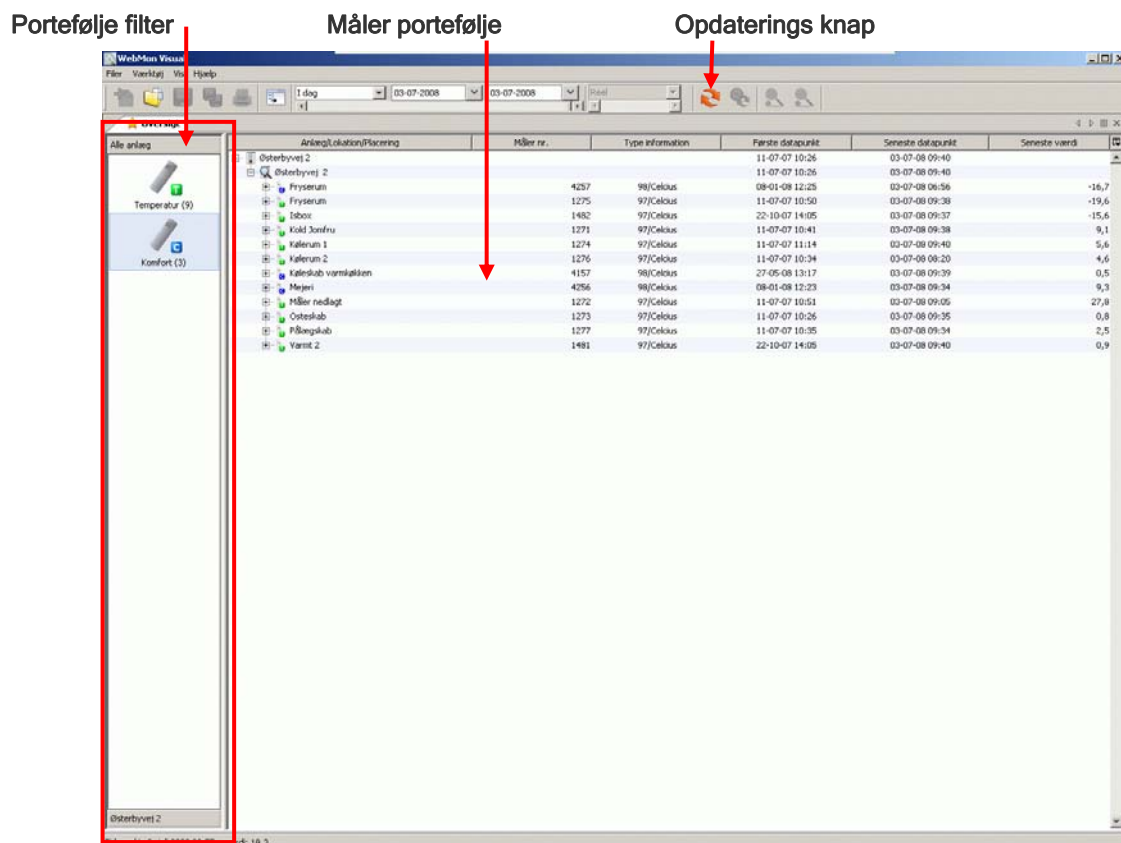 Portefølje filter Måler portefølje Opdaterings knap
WebMon Visual
Filer Værktøj Vis Hjælp
I dag 03-07-2008 03-07-2008 Reel
Oversigt
Alle anlæg Anlæg/Lokation/Placering Måler nr. Type information Første datapunkt Seneste datapunkt Seneste værdi
Østerbyvej 2 11-07-07 10:26 03-07-08 09:40
Østerbyvej 2 11-07-07 10:26 03-07-08 09:40
Fryserum 4257 98/Celcius 08-01-08 12:25 03-07-08 06:56 -16,7
Fryserum 1275 97/Celcius 11-07-07 10:50 03-07-08 09:38 -19,6
Isbox 1482 97/Celcius 22-10-07 14:05 03-07-08 09:37 -15,6
Kold Jomfru 1271 97/Celcius 11-07-07 10:41 03-07-08 09:38 9,1
Kølerum 1 1274 97/Celcius 11-07-07 11:14 03-07-08 09:40 5,6
Kølerum 2 1276 97/Celcius 11-07-07 10:34 03-07-08 08:20 4,6
Køleskab varmkøkken 4157 98/Celcius 27-05-08 13:17 03-07-08 09:39 0,5
Mejeri 4256 98/Celcius 08-01-08 12:23 03-07-08 09:34 9,3
Måler nedlagt 1272 97/Celcius 11-07-07 10:51 03-07-08 09:05 27,8
Osteskab 1273 97/Celcius 11-07-07 10:26 03-07-08 09:35 0,8
Pålægskab 1277 97/Celcius 11-07-07 10:35 03-07-08 09:34 2,5
Varmt 2 1481 97/Celcius 22-10-07 14:05 03-07-08 09:40 0,9
Temperatur (9)
Komfort (3)
Østerbyvej 2